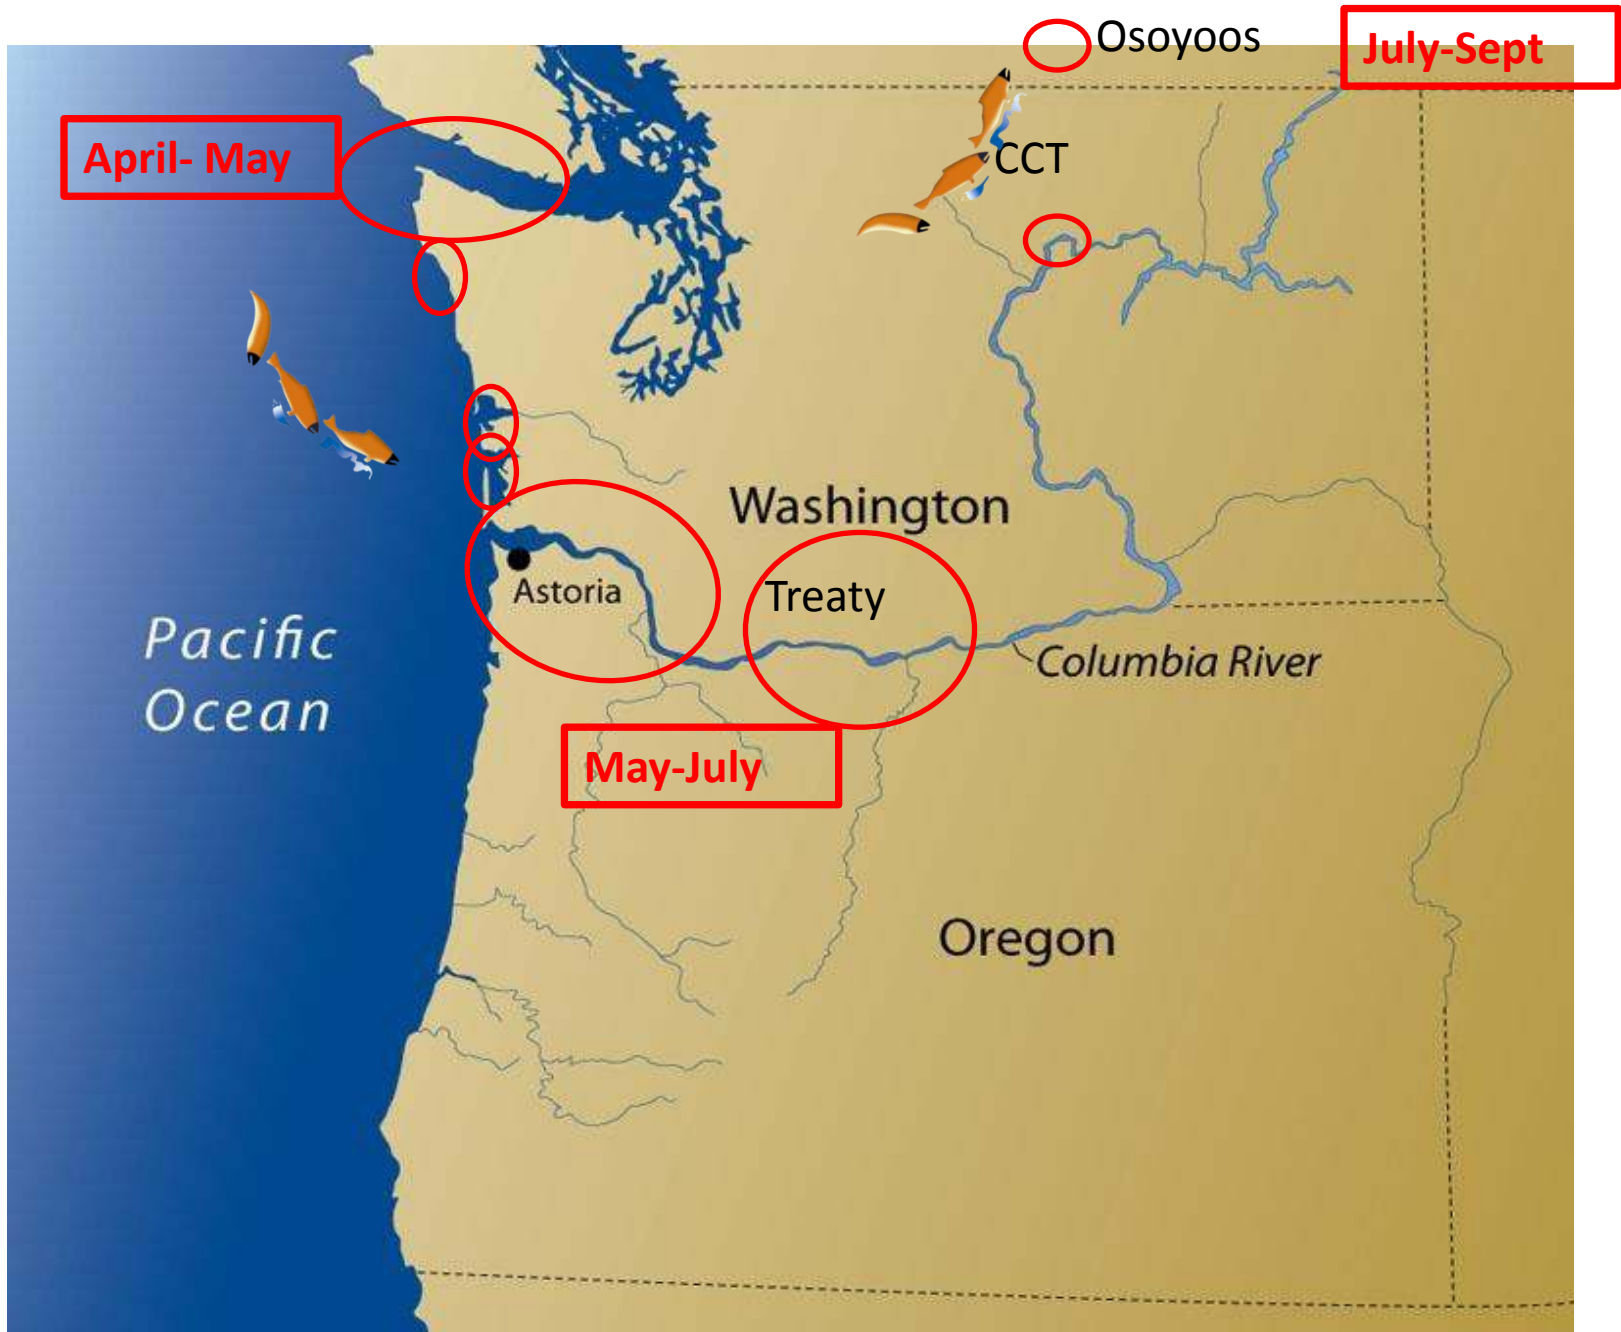 Osoyoos
July-Sept
April- May
CCT
Washington
Treaty
Astoria
Pacific
Ocean
Columbia River
May-July
Oregon